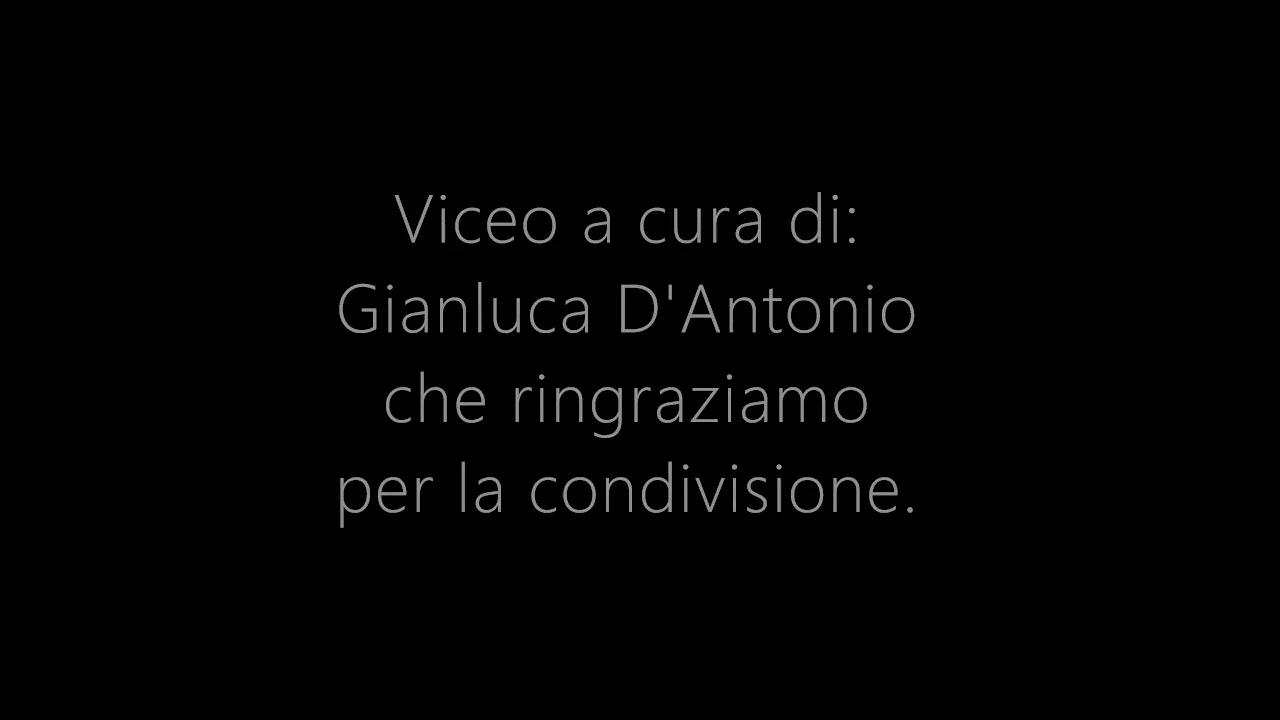 Viceo a cura di:
Gianluca D'Antonio
che ringraziamo
per la condivisione.